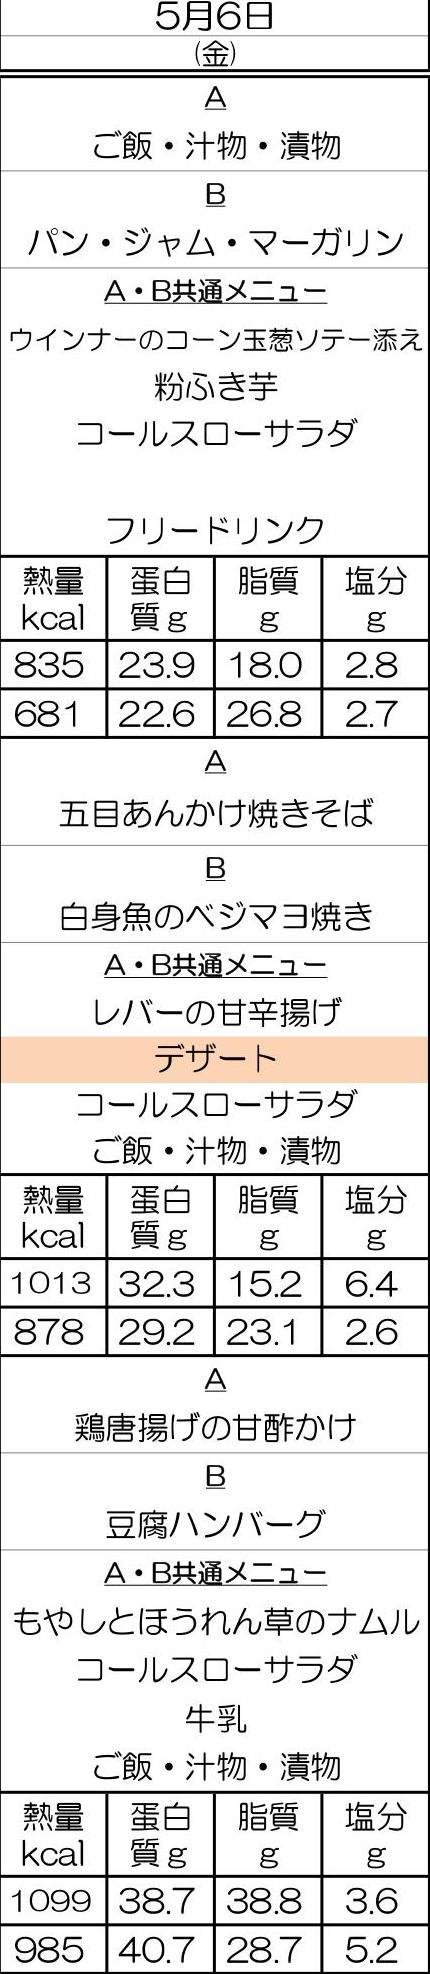 5月6日
(金)
A
ご飯・汁物・漬物
B
パン・ジャム・マーガリン
A・B共通メニュー
ウインナーのコーン玉葱ソテー添え
粉ふき芋
コールスローサラダ
フリードリンク
熱量 蛋白 脂質 塩分
kcal 質g g g
835 23.9 18.0 2.8
681 22.6 26.8 2.7
A
五目あんかけ焼きそば
B
白身魚のベジマヨ焼き
A・B共通メニュー
レバーの甘辛揚げ
デザート
コールスローサラダ
ご飯・汁物・漬物
熱量 蛋白 脂質 塩分
kcal 質g g g
1013 32.3 15.2 6.4
878 29.2 23.1 2.6
A
鶏唐揚げの甘酢かけ
B
豆腐ハンバーグ
A・B共通メニュー
もやしとほうれん草のナムル
コールスローサラダ
牛乳
ご飯・汁物・漬物
熱量 蛋白 脂質 塩分
kcal 質g g g
1099 38.7 38.8 3.6
985 40.7 28.7 5.2